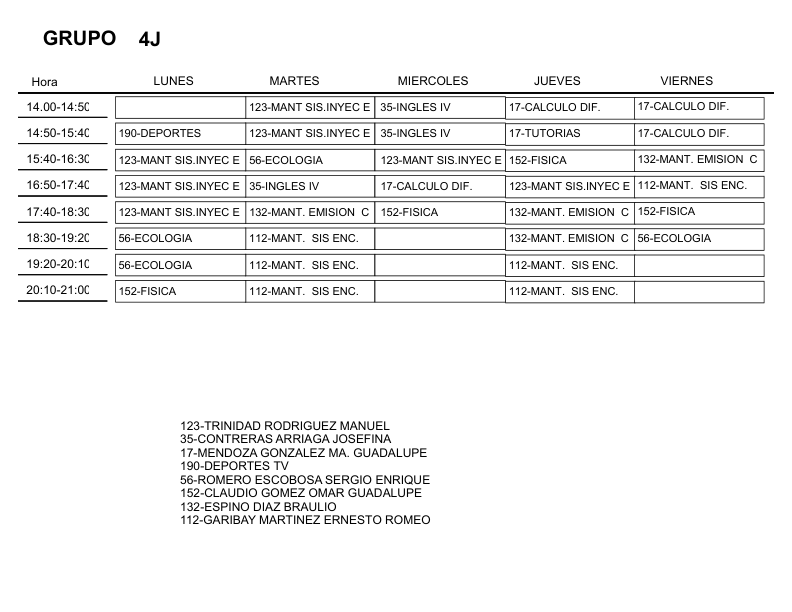 GRUPO 4J
Hora LUNES MARTES MIERCOLES JUEVES VIERNES
14.00-14:50 123-MANT SIS.INYEC E 35-INGLES IV 17-CALCULO DIF. 17-CALCULO DIF.
14:50-15:40 190-DEPORTES 123-MANT SIS.INYEC E 35-INGLES IV 17-TUTORIAS 17-CALCULO DIF.
15:40-16:30 123-MANT SIS.INYEC E 56-ECOLOGIA 123-MANT SIS.INYEC E 152-FISICA 132-MANT. EMISION C
16:50-17:40 123-MANT SIS.INYEC E 35-INGLES IV 17-CALCULO DIF. 123-MANT SIS.INYEC E 112-MANT. SIS ENC.
17:40-18:30 123-MANT SIS.INYEC E 132-MANT. EMISION C 152-FISICA 132-MANT. EMISION C 152-FISICA
18:30-19:20 56-ECOLOGIA 112-MANT. SIS ENC. 132-MANT. EMISION C 56-ECOLOGIA
19:20-20:10 56-ECOLOGIA 112-MANT. SIS ENC. 112-MANT. SIS ENC.
20:10-21:00 152-FISICA 112-MANT. SIS ENC. 112-MANT. SIS ENC.
123-TRINIDAD RODRIGUEZ MANUEL
35-CONTRERAS ARRIAGA JOSEFINA
17-MENDOZA GONZALEZ MA. GUADALUPE
190-DEPORTES TV
56-ROMERO ESCOBOSA SERGIO ENRIQUE
152-CLAUDIO GOMEZ OMAR GUADALUPE
132-ESPINO DIAZ BRAULIO
112-GARIBAY MARTINEZ ERNESTO ROMEO